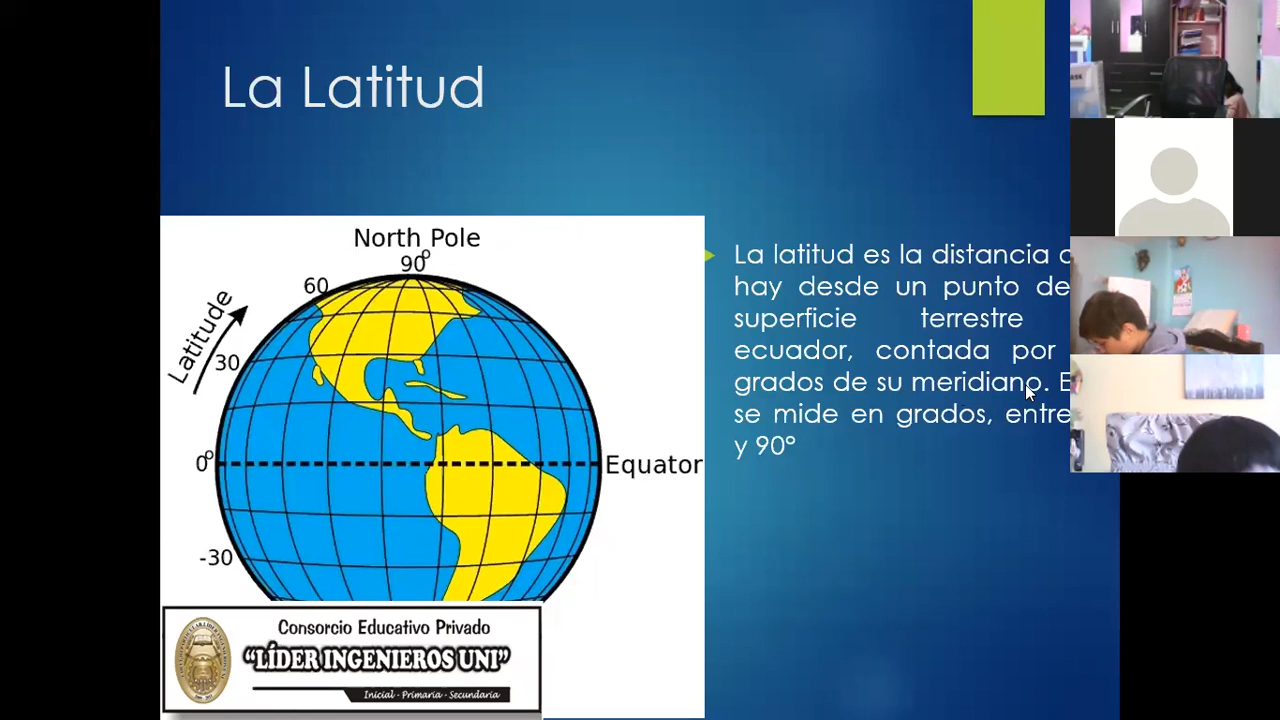 La Latitud
North Pole
90°
60
Latitude
30
0°
Equator
-30
La latitud es la distancia
hay desde un punto de
superficie terrestre
ecuador, contada por
grados de su meridiano.
se mide en grados, entre
y 90°
Consorcio Educativo Privado
"LÍDER INGENIEROS UNI"
Inicial - Primaria - Secundaria